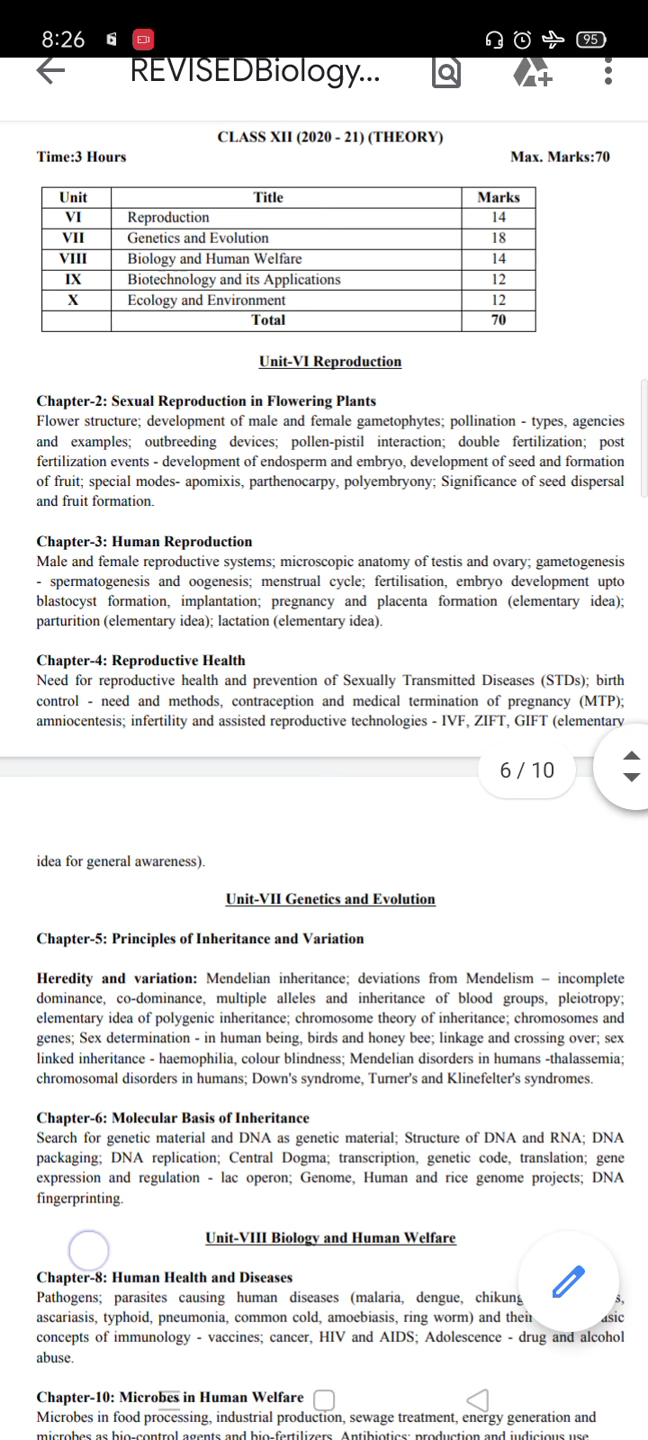 8:26
95
REVISEDBiology...
CLASS XII (2020 - 21) (THEORY)
Time:3 Hours Max. Marks:70
Unit Title Marks
VI Reproduction 14
VII Genetics and Evolution 18
VIII Biology and Human Welfare 14
IX Biotechnology and its Applications 12
X Ecology and Environment 12
Total 70
Unit-VI Reproduction
Chapter-2: Sexual Reproduction in Flowering Plants
Flower structure; development of male and female gametophytes; pollination - types, agencies
and examples; outbreeding devices; pollen-pistil interaction; double fertilization; post
fertilization events - development of endosperm and embryo, development of seed and formation
of fruit; special modes- apomixis, parthenocarpy, polyembryony; Significance of seed dispersal
and fruit formation.
Chapter-3: Human Reproduction
Male and female reproductive systems; microscopic anatomy of testis and ovary; gametogenesis
- spermatogenesis and oogenesis; menstrual cycle; fertilisation, embryo development upto
blastocyst formation, implantation; pregnancy and placenta formation (elementary idea);
parturition (elementary idea); lactation (elementary idea).
Chapter-4: Reproductive Health
Need for reproductive health and prevention of Sexually Transmitted Diseases (STDs); birth
control - need and methods, contraception and medical termination of pregnancy (MTP);
amniocentesis; infertility and assisted reproductive technologies - IVF, ZIFT, GIFT (elementary
6 / 10
idea for general awareness).
Unit-VII Genetics and Evolution
Chapter-5: Principles of Inheritance and Variation
Heredity and variation: Mendelian inheritance; deviations from Mendelism – incomplete
dominance, co-dominance, multiple alleles and inheritance of blood groups, pleiotropy;
elementary idea of polygenic inheritance; chromosome theory of inheritance; chromosomes and
genes; Sex determination - in human being, birds and honey bee; linkage and crossing over; sex
linked inheritance - haemophilia, colour blindness; Mendelian disorders in humans -thalassemia;
chromosomal disorders in humans; Down's syndrome, Turner's and Klinefelter's syndromes.
Chapter-6: Molecular Basis of Inheritance
Search for genetic material and DNA as genetic material; Structure of DNA and RNA; DNA
packaging; DNA replication; Central Dogma; transcription, genetic code, translation; gene
expression and regulation - lac operon; Genome, Human and rice genome projects; DNA
fingerprinting.
Unit-VIII Biology and Human Welfare
Chapter-8: Human Health and Diseases
Pathogens; parasites causing human diseases (malaria, dengue, chikung
ascariasis, typhoid, pneumonia, common cold, amoebiasis, ring worm) and their
concepts of immunology - vaccines; cancer, HIV and AIDS; Adolescence - drug and alcohol
abuse.
Chapter-10: Microbes in Human Welfare
Microbes in food processing, industrial production, sewage treatment, energy generation and
microbes as bio-control agents and bio-fertilizers. Antibiotics; production and judicious use